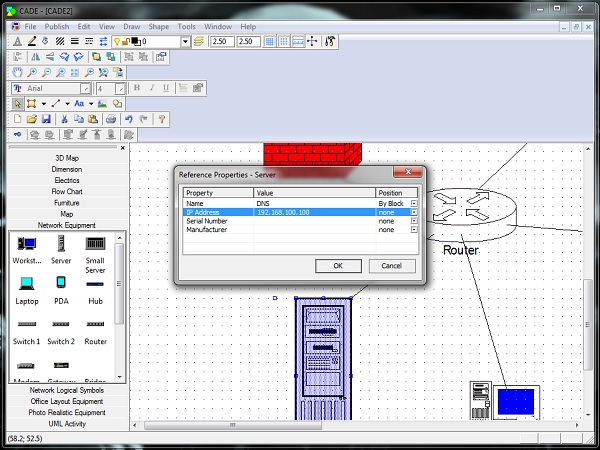 CADE - [CADE2]
File Publish Edit View Draw Shape Tools Window Help
0 2.50 2.50
Arial 4 B I U
Aa
3D Map
Dimension
Electrics
Flow Chart
Furniture
Map
Network Equipment
Workst... Server Small Server
Laptop PDA Hub
Switch 1 Switch 2 Router
Modem Gateway Bridge
Network Logical Symbols
Office Layout Equipment
Photo Realistic Equipment
UML Activity
Reference Properties - Server
Property Value Position
Name DNS By Block
IP Address 192.168.100.100 none
Serial Number none
Manufacturer none
OK Cancel
Router
(58.2; 52.5)